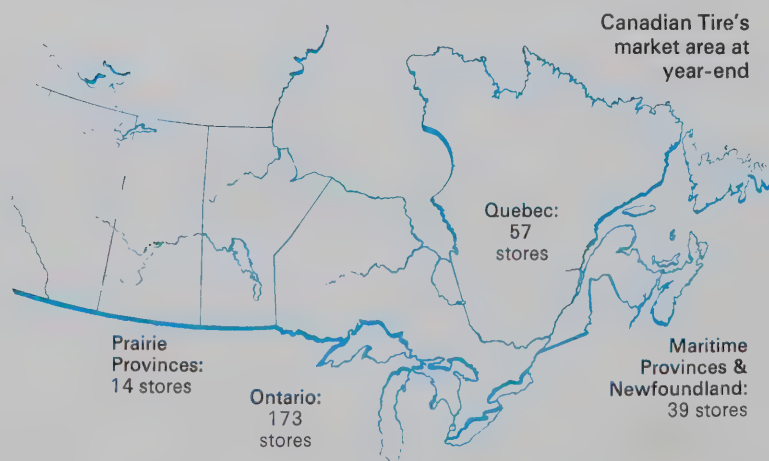 Canadian Tire's
market area at
year-end
Quebec:
57
stores
Prairie
Provinces:
14 stores
Ontario:
173
stores
Maritime
Provinces &
Newfoundland:
39 stores